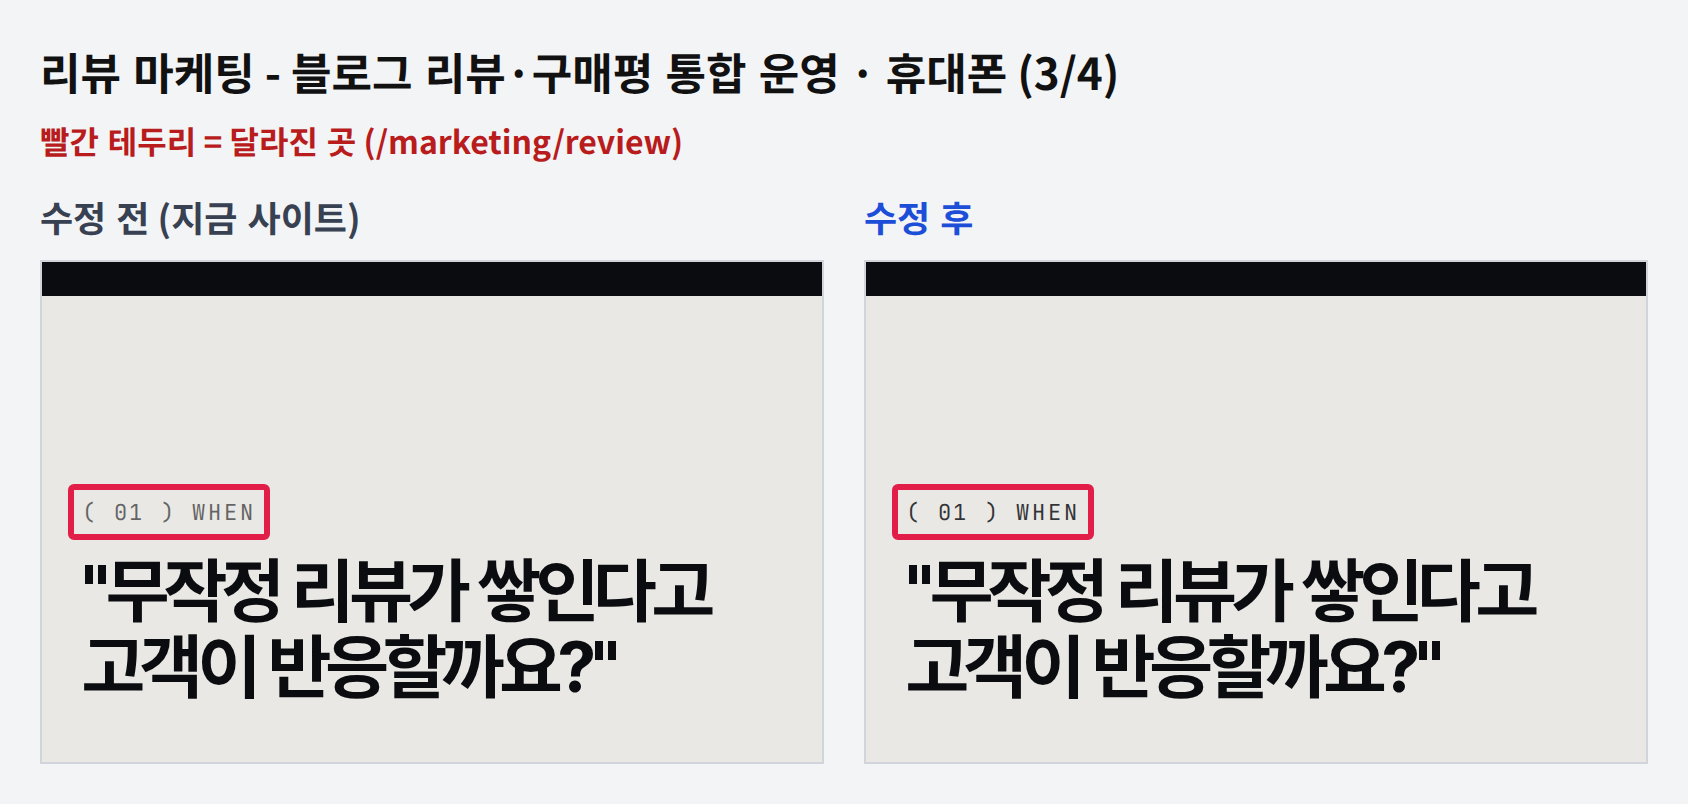 리뷰 마케팅 - 블로그 리뷰·구매평 통합 운영 · 휴대폰 (3/4)
빨간 테두리 = 달라진 곳 (/marketing/review)
수정 전 (지금 사이트)
( 01 ) WHEN
"무작정 리뷰가 쌓인다고
고객이 반응할까요?"
수정 후
( 01 ) WHEN
"무작정 리뷰가 쌓인다고
고객이 반응할까요?"